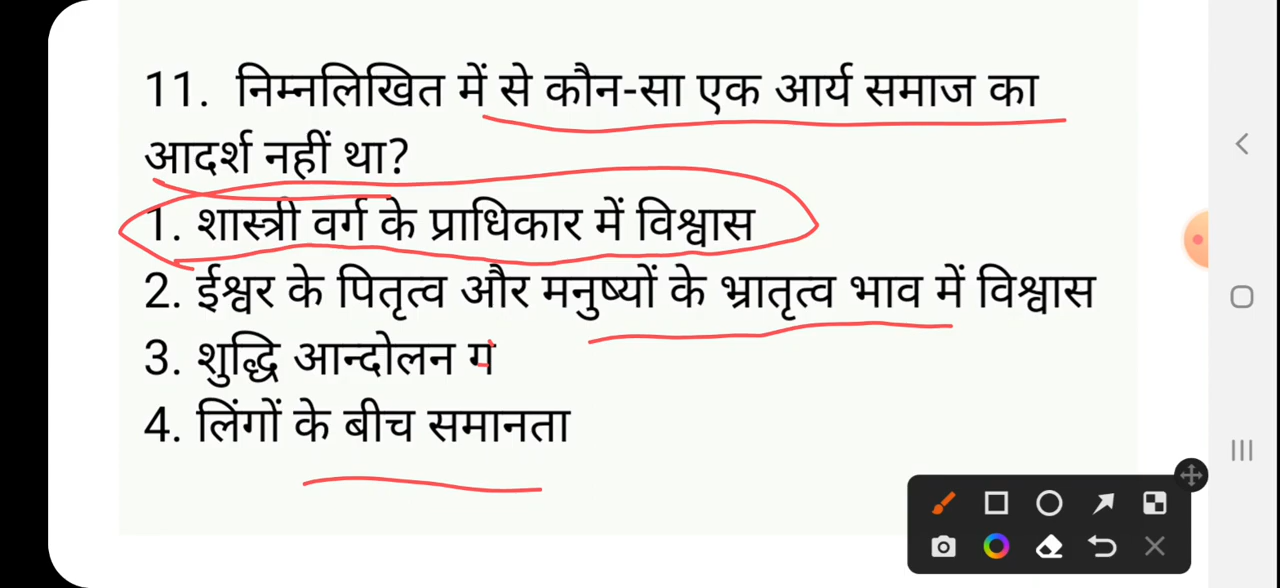 11. निम्नलिखित में से कौन-सा एक आर्य समाज का
आदर्श नहीं था?
1. शास्त्री वर्ग के प्राधिकार में विश्वास
2. ईश्वर के पितृत्व और मनुष्यों के भ्रातृत्व भाव में विश्वास
3. शुद्धि आन्दोलन
4. लिंगों के बीच समानता